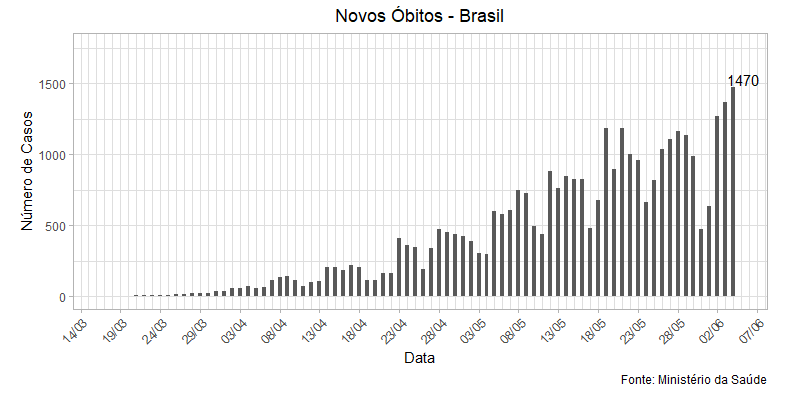 Novos Óbitos - Brasil
Número de Casos
1500
1000
500
0
1470
14/03 19/03 24/03 29/03 03/04 08/04 13/04 18/04 23/04 28/04 03/05 08/05 13/05 18/05 23/05 28/05 02/06 07/06
Data
Fonte: Ministério da Saúde